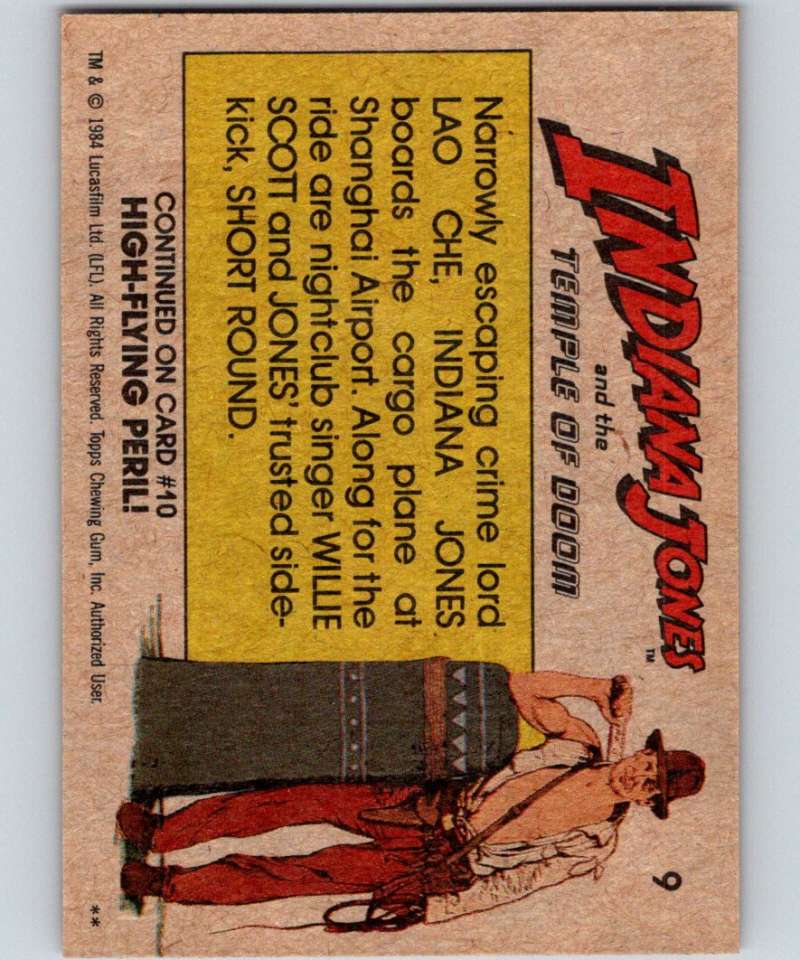 INDIANA JONES™
and the
TEMPLE OF DOOM
9
Narrowly escaping crime lord
LAO CHE, INDIANA JONES
boards the cargo plane at
Shanghai Airport. Along for the
ride are nightclub singer WILLIE
SCOTT and JONES' trusted side-
kick, SHORT ROUND.
CONTINUED ON CARD #10
HIGH-FLYING PERIL!
TM & © 1984 Lucasfilm Ltd. (LFL). All Rights Reserved. Topps Chewing Gum, Inc. Authorized User.
**